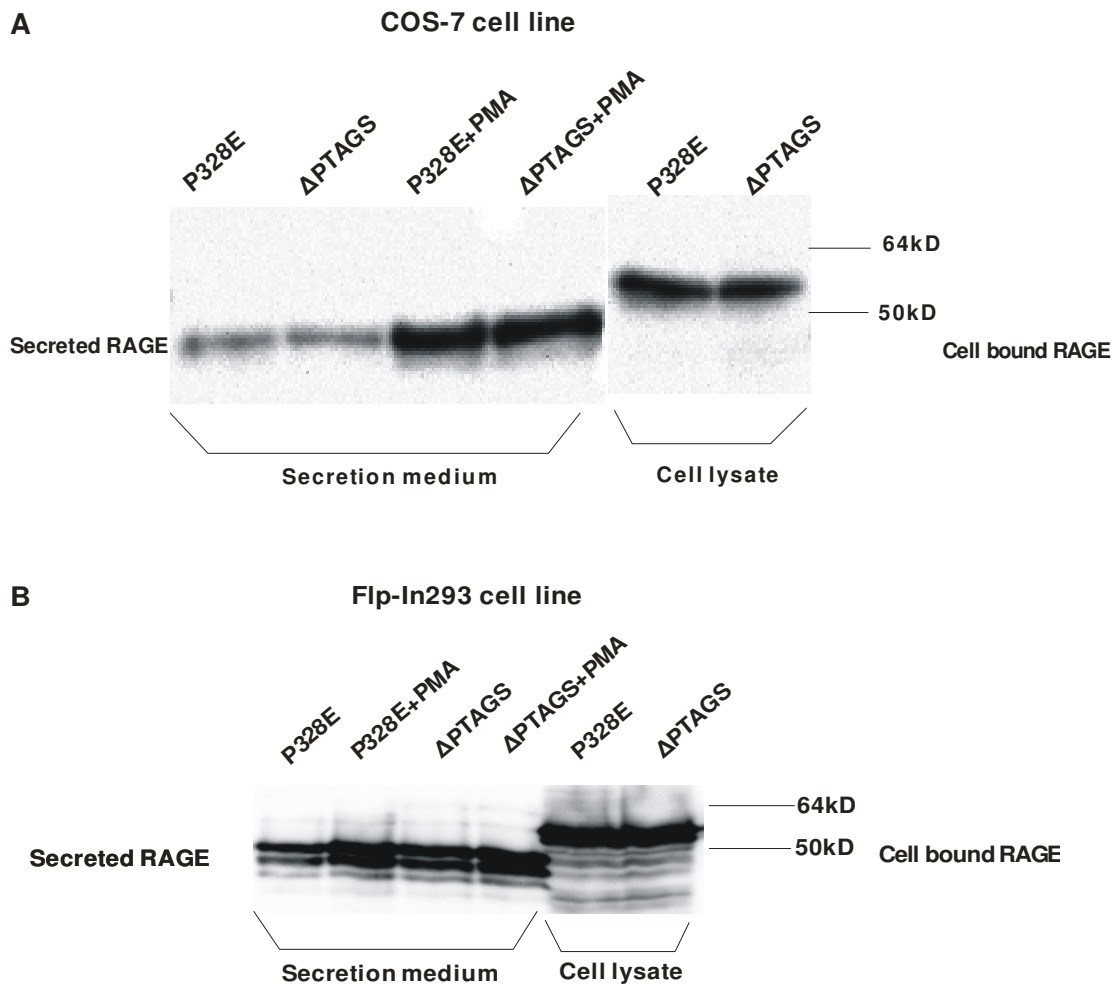 A
COS-7 cell line
P328E
ΔPTAGS
P328E+PMA
ΔPTAGS+PMA
P328E
ΔPTAGS
64kD
50kD
Secreted RAGE
Cell bound RAGE
Secretion medium
Cell lysate
B
Flp-In293 cell line
P328E
P328E+PMA
ΔPTAGS
ΔPTAGS+PMA
P328E
ΔPTAGS
64kD
50kD
Secreted RAGE
Cell bound RAGE
Secretion medium
Cell lysate